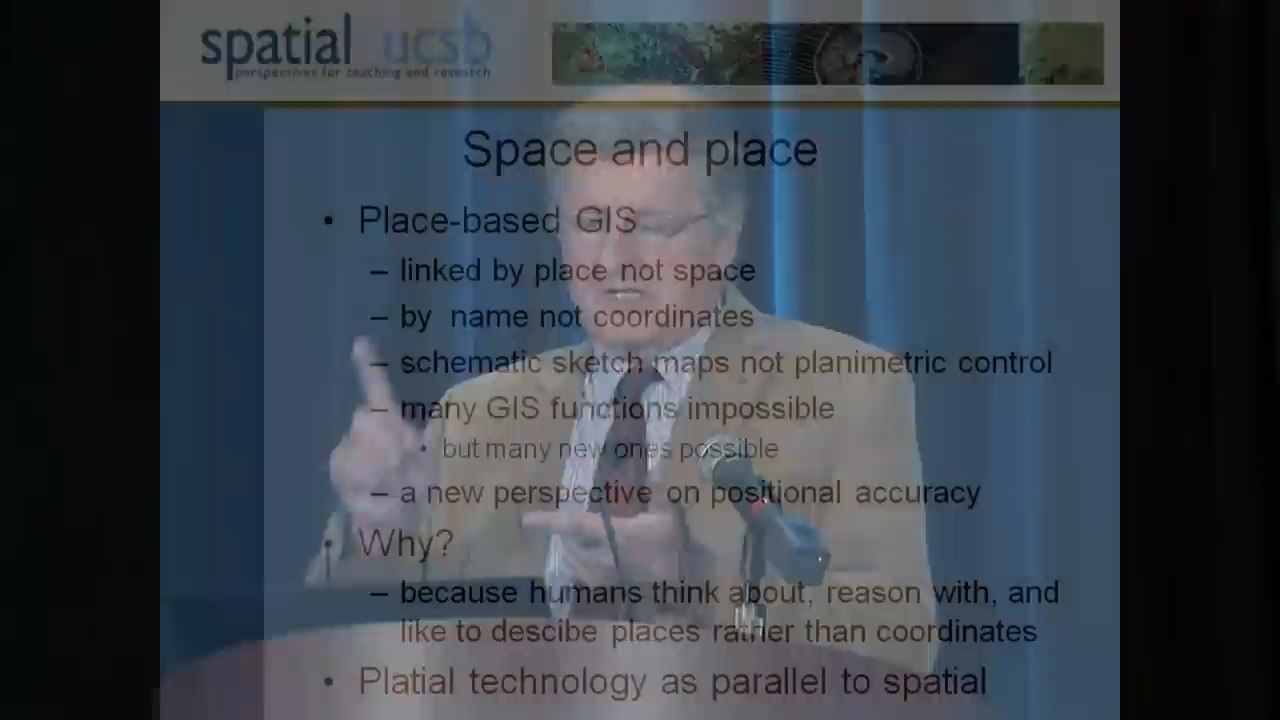 spatial ucsb
perspectives for teaching and research
Space and place
• Place-based GIS
– linked by place not space
– by name not coordinates
– schematic sketch maps not planimetric control
– many GIS functions impossible
• but many new ones possible
– a new perspective on positional accuracy
• Why?
– because humans think about, reason with, and
like to descibe places rather than coordinates
• Platial technology as parallel to spatial